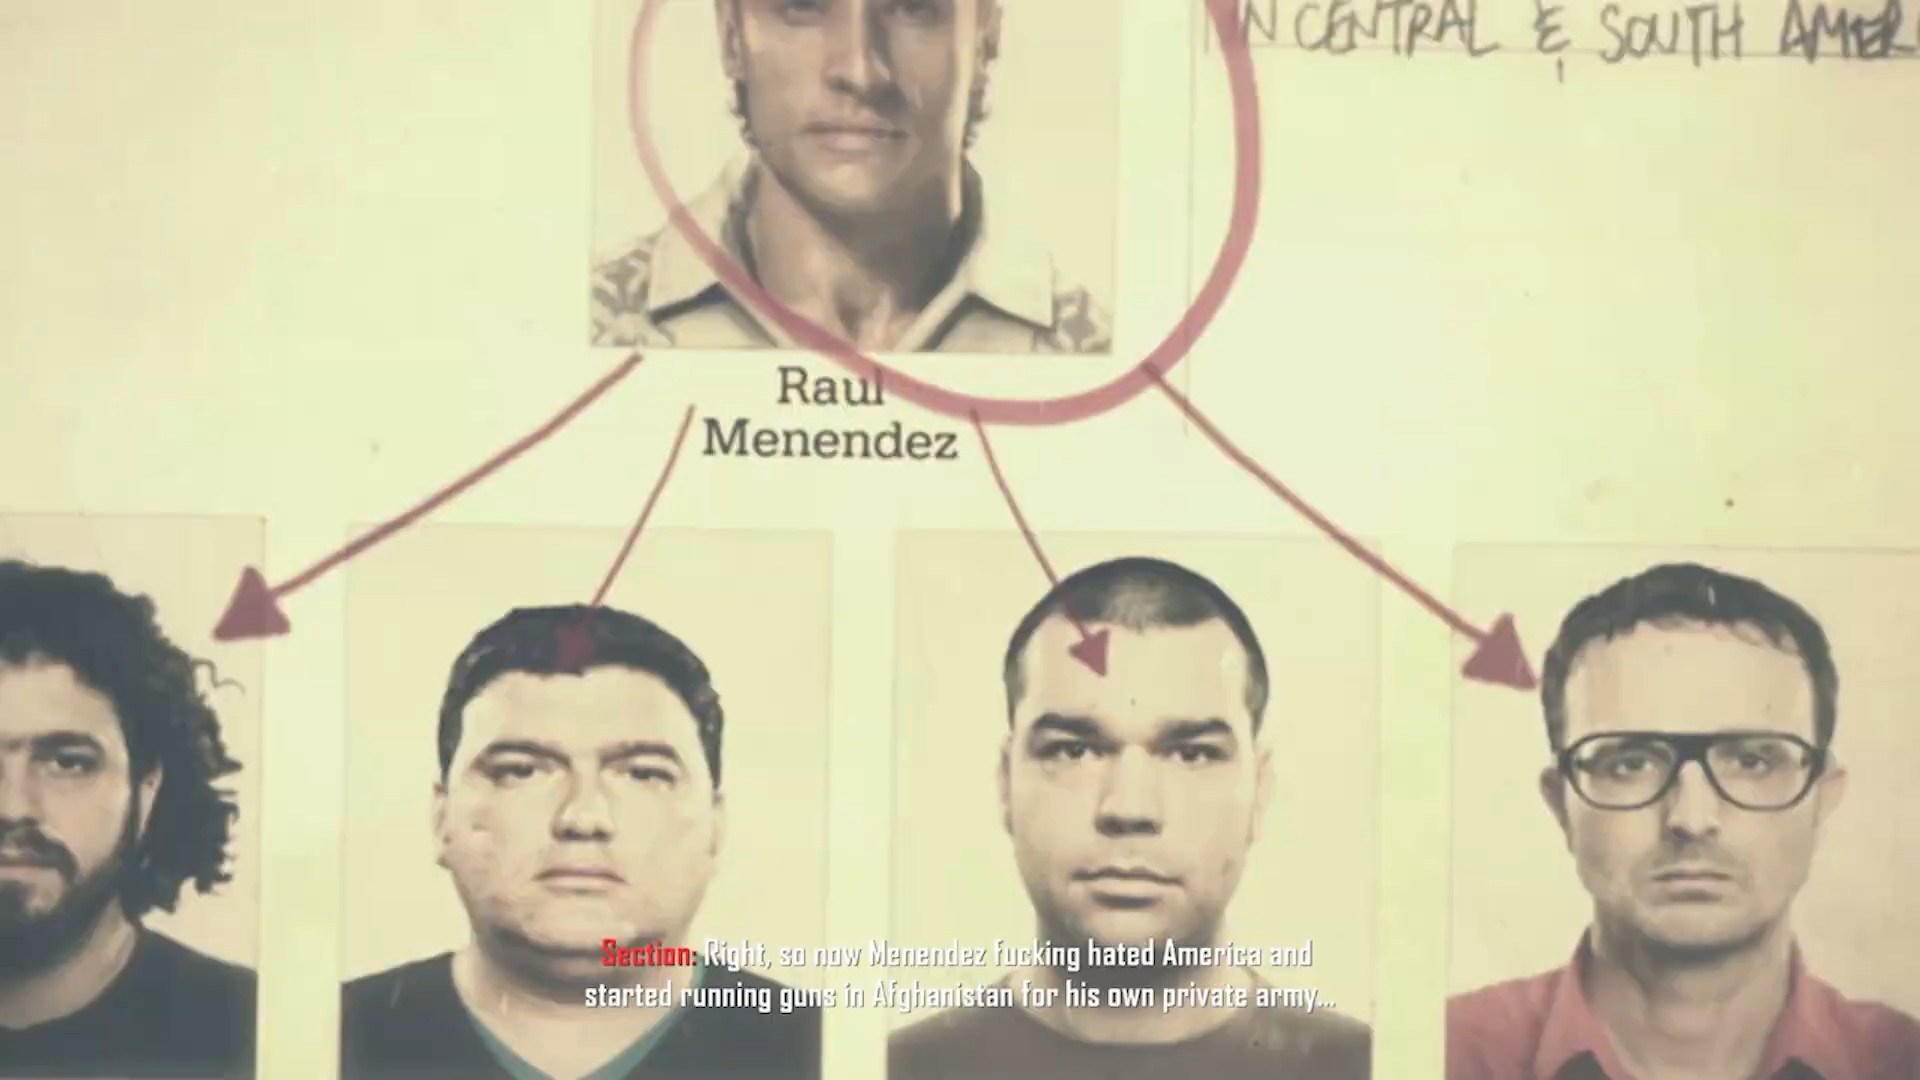 N CENTRAL & SOUTH AMER
Raul
Menendez
Section: Right, so now Menendez fucking hated America and
started running guns in Afghanistan for his own private army...